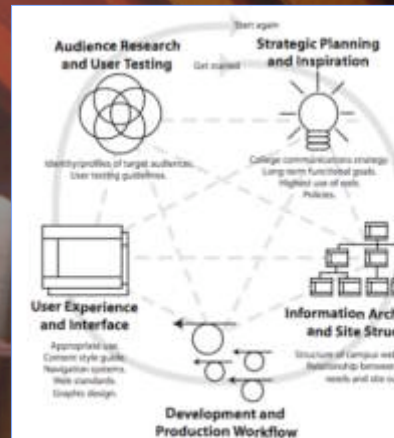 Start again
Audience Research
and User Testing
Get started
Strategic Planning
and Inspiration
Identity/profiles of target audiences.
User testing guidelines.
College communications strategy
Long-term functional goals.
Highest use of web.
Policies.
User Experience
and Interface
Appropriate use.
Content style guide.
Navigation systems.
Web standards.
Graphic design.
Information Arch
and Site Struc
Structure of campus web
Relationship between
needs and site
Development and
Production Workflow